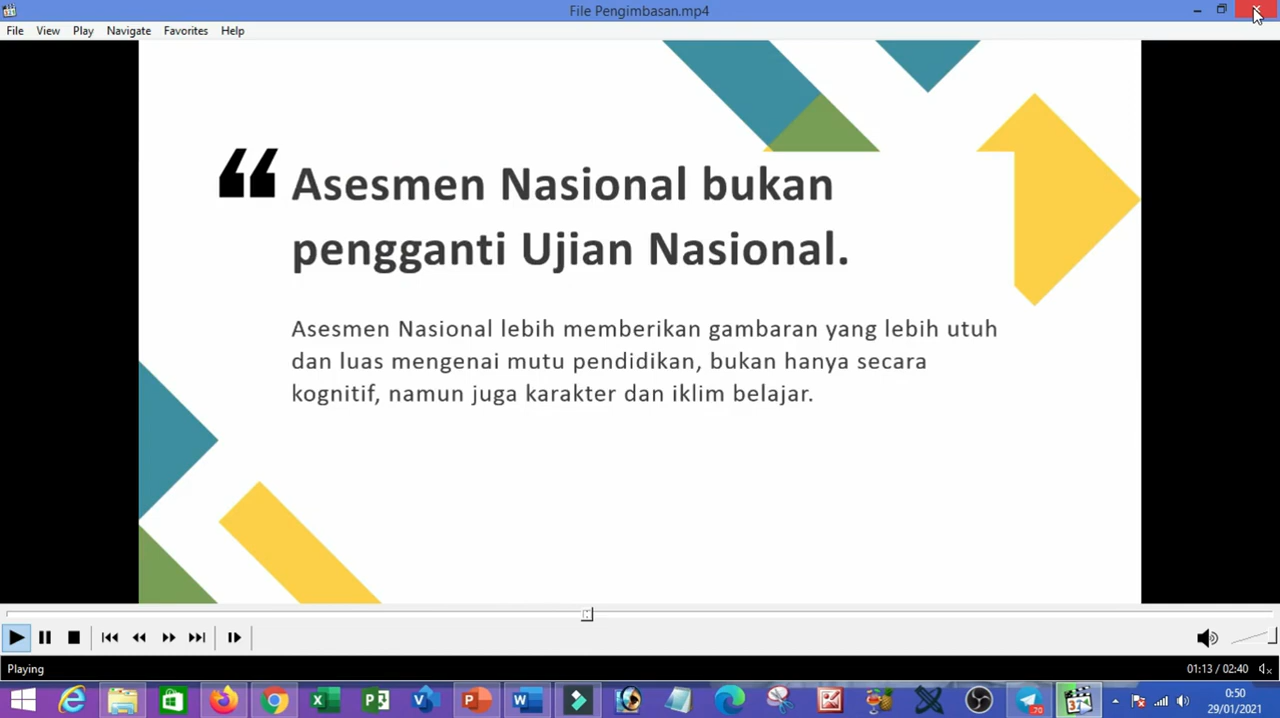 File Pengimbasan.mp4
File View Play Navigate Favorites Help
“ Asesmen Nasional bukan
pengganti Ujian Nasional.
Asesmen Nasional lebih memberikan gambaran yang lebih utuh
dan luas mengenai mutu pendidikan, bukan hanya secara
kognitif, namun juga karakter dan iklim belajar.
Playing
01:13 / 02:40
0:50
29/01/2021